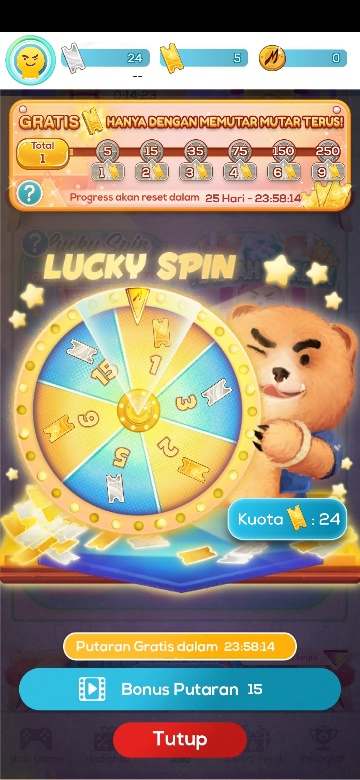 24
5
0
--
GRATIS HANYA DENGAN MEMUTAR MUTAR TERUS!
Total
1
5 15 35 75 150 250
1 2 3 4 6 9
?
Progress akan reset dalam 25 Hari - 23:58:14
LUCKY SPIN
1
3
2
5
6
15
Kuota : 24
Putaran Gratis dalam 23:58:14
Bonus Putaran 15
Tutup